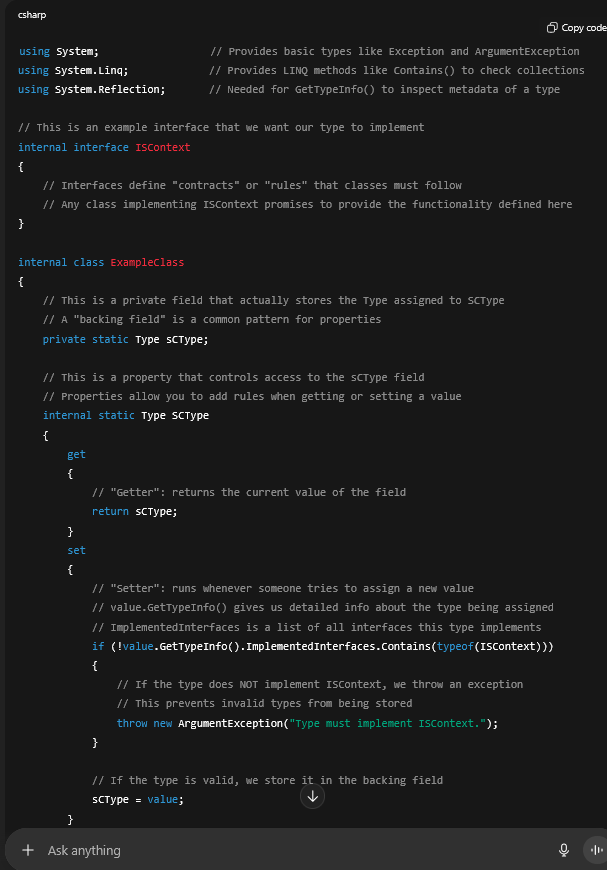 csharp
Copy code
using System; // Provides basic types like Exception and ArgumentException
using System.Linq; // Provides LINQ methods like Contains() to check collections
using System.Reflection; // Needed for GetTypeInfo() to inspect metadata of a type
// This is an example interface that we want our type to implement
internal interface ISContext
{
// Interfaces define "contracts" or "rules" that classes must follow
// Any class implementing ISContext promises to provide the functionality defined here
}
internal class ExampleClass
{
// This is a private field that actually stores the Type assigned to SCType
// A "backing field" is a common pattern for properties
private static Type sCType;
// This is a property that controls access to the sCType field
// Properties allow you to add rules when getting or setting a value
internal static Type SCType
{
get
{
// "Getter": returns the current value of the field
return sCType;
}
set
{
// "Setter": runs whenever someone tries to assign a new value
// value.GetTypeInfo() gives us detailed info about the type being assigned
// ImplementedInterfaces is a list of all interfaces this type implements
if (!value.GetTypeInfo().ImplementedInterfaces.Contains(typeof(ISContext)))
{
// If the type does NOT implement ISContext, we throw an exception
// This prevents invalid types from being stored
throw new ArgumentException("Type must implement ISContext.");
}
// If the type is valid, we store it in the backing field
sCType = value;
}
Ask anything